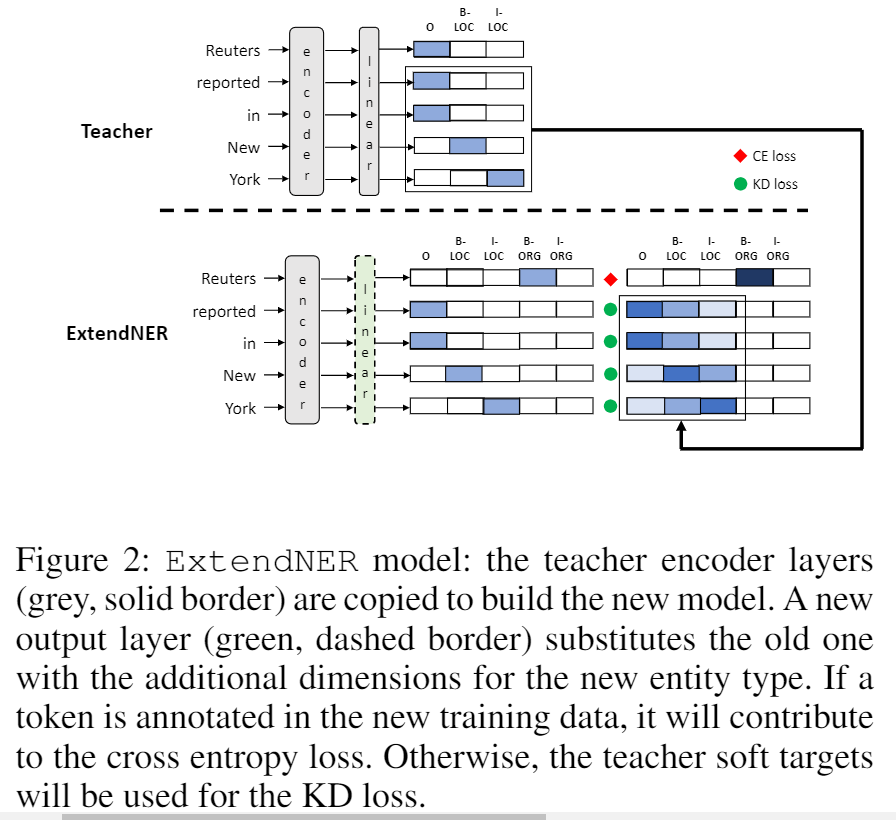 B- I-
O LOC LOC
Reuters
reported
in
New
York
encoder
linear
Teacher
CE loss
KD loss
B- I- B- I-
O LOC LOC ORG ORG
B- I- B- I-
O LOC LOC ORG ORG
Reuters
reported
in
New
York
encoder
linear
ExtendNER
Figure 2: ExtendNER model: the teacher encoder layers
(grey, solid border) are copied to build the new model. A new
output layer (green, dashed border) substitutes the old one
with the additional dimensions for the new entity type. If a
token is annotated in the new training data, it will contribute
to the cross entropy loss. Otherwise, the teacher soft targets
will be used for the KD loss.